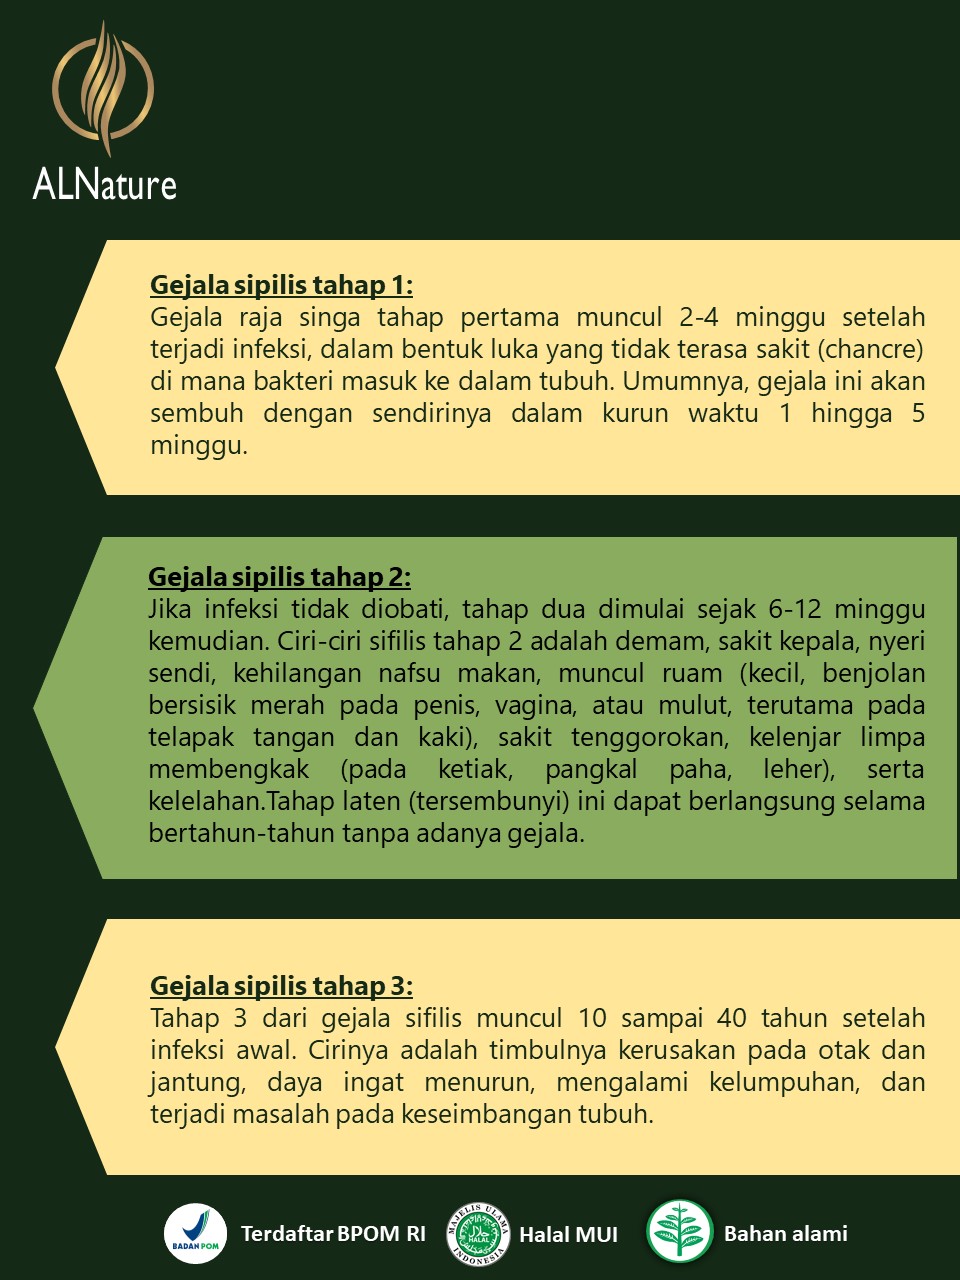 ALNature
Gejala sipilis tahap 1:
Gejala raja singa tahap pertama muncul 2-4 minggu setelah
terjadi infeksi, dalam bentuk luka yang tidak terasa sakit (chancre)
di mana bakteri masuk ke dalam tubuh. Umumnya, gejala ini akan
sembuh dengan sendirinya dalam kurun waktu 1 hingga 5
minggu.
Gejala sipilis tahap 2:
Jika infeksi tidak diobati, tahap dua dimulai sejak 6-12 minggu
kemudian. Ciri-ciri sifilis tahap 2 adalah demam, sakit kepala, nyeri
sendi, kehilangan nafsu makan, muncul ruam (kecil, benjolan
bersisik merah pada penis, vagina, atau mulut, terutama pada
telapak tangan dan kaki), sakit tenggorokan, kelenjar limpa
membengkak (pada ketiak, pangkal paha, leher), serta
kelelahan.Tahap laten (tersembunyi) ini dapat berlangsung selama
bertahun-tahun tanpa adanya gejala.
Gejala sipilis tahap 3:
Tahap 3 dari gejala sifilis muncul 10 sampai 40 tahun setelah
infeksi awal. Cirinya adalah timbulnya kerusakan pada otak dan
jantung, daya ingat menurun, mengalami kelumpuhan, dan
terjadi masalah pada keseimbangan tubuh.
BADAN POM
Terdaftar BPOM RI
MAJELIS ULAMA
حلال
HALAL
INDONESIA
Halal MUI
Bahan alami